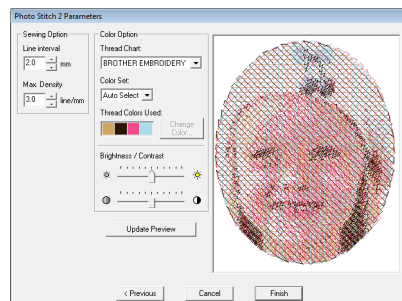 Photo Stitch 2 Parameters
Sewing Option
Line interval
2.0 mm
Max. Density
3.0 line/mm
Color Option
Thread Chart:
BROTHER EMBROIDERY
Color Set:
Auto Select
Thread Colors Used:
Change
Color...
Brightness / Contrast
Update Preview
< Previous
Cancel
Finish